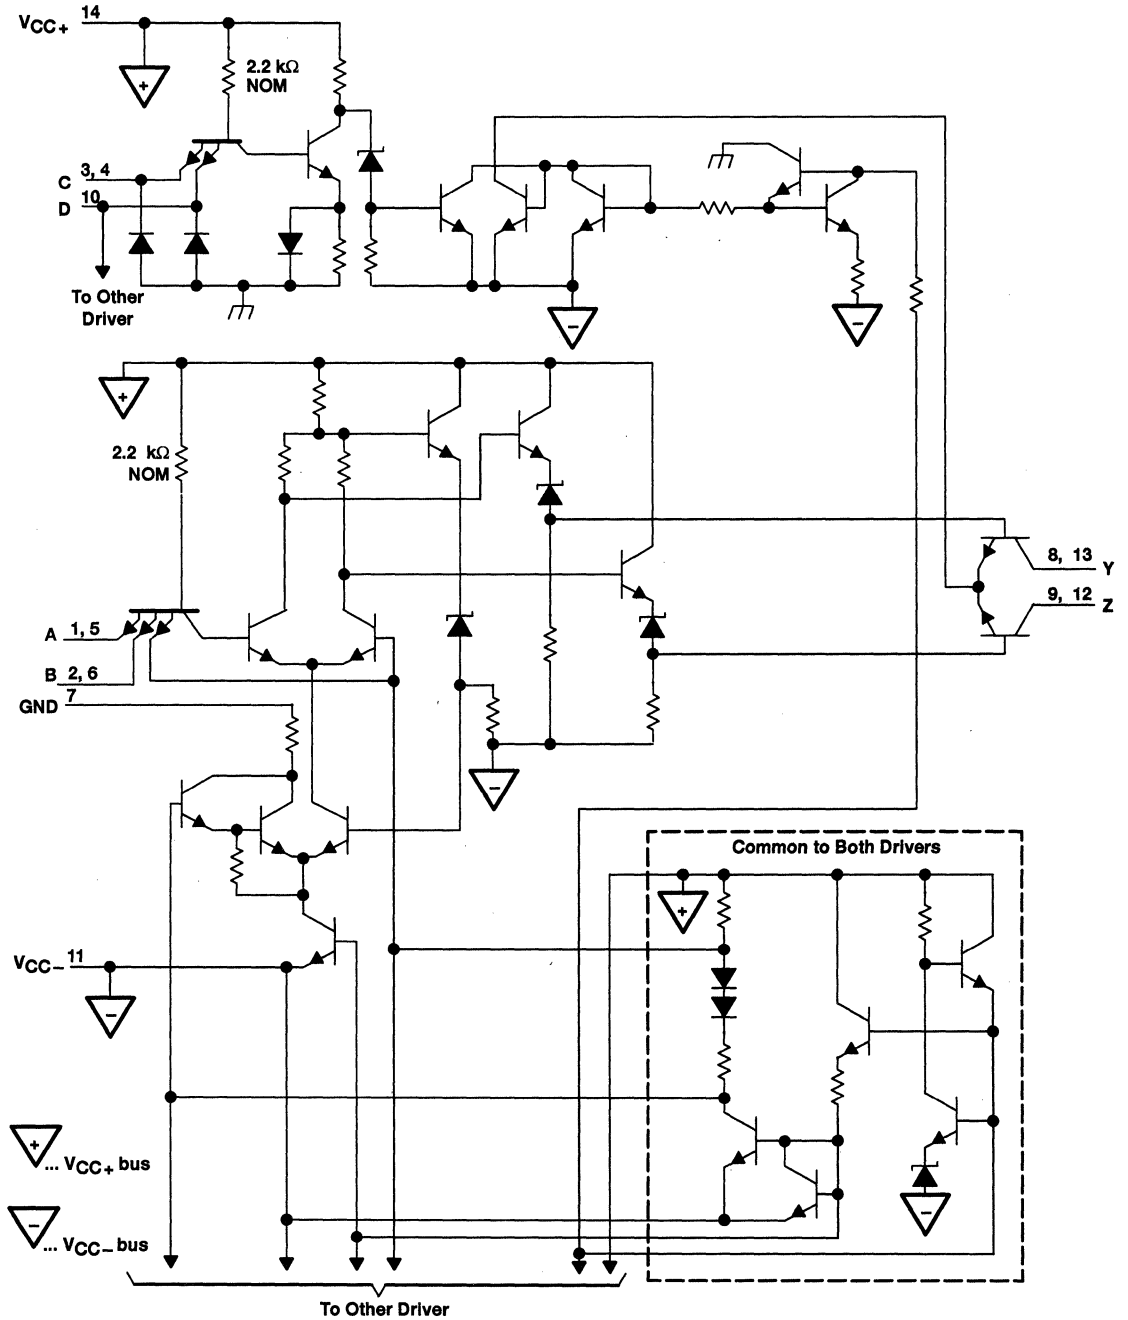 VCC+ 14
2.2 kΩ
NOM
C 3, 4
D 10
To Other
Driver
+
−
−
+
2.2 kΩ
NOM
8, 13 Y
9, 12 Z
A 1, 5
B 2, 6
GND 7
−
Common to Both Drivers
+
VCC− 11
−
+ ... VCC+ bus
−
− ... VCC− bus
To Other Driver